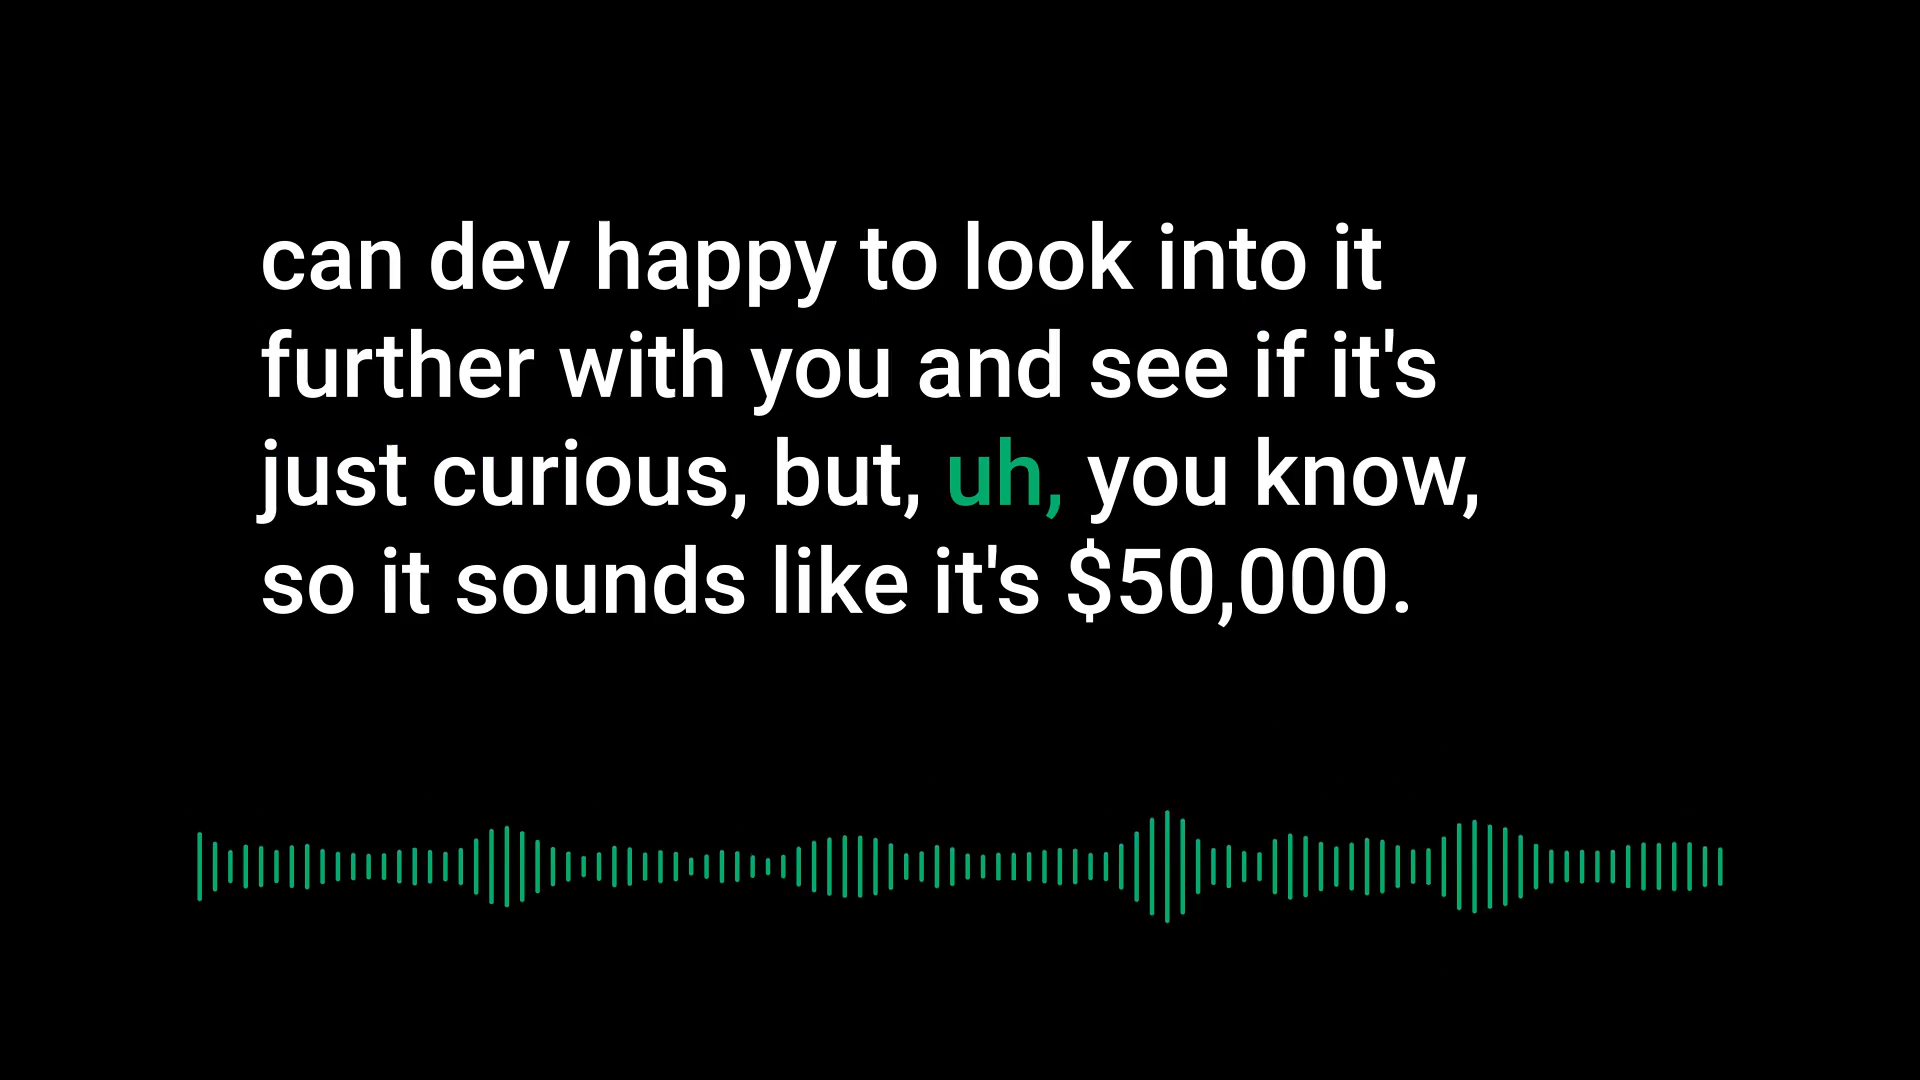 can dev happy to look into it
further with you and see if it's
just curious, but, uh, you know,
so it sounds like it's $50,000.